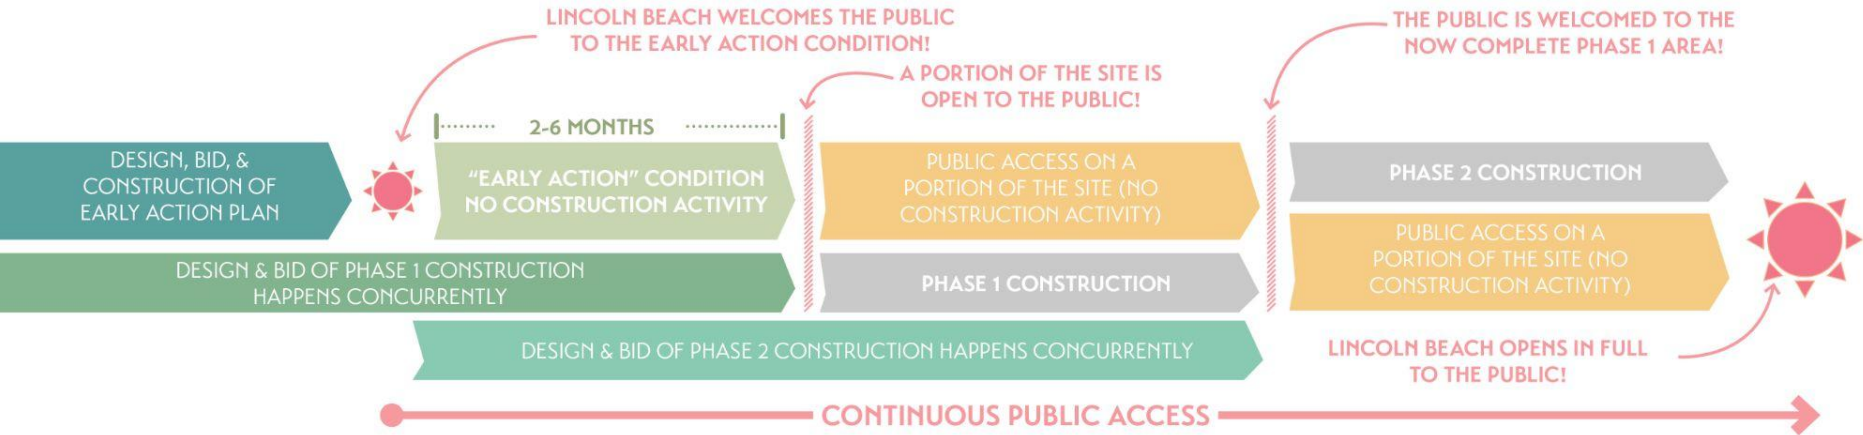 LINCOLN BEACH WELCOMES THE PUBLIC
TO THE EARLY ACTION CONDITION!
A PORTION OF THE SITE IS
OPEN TO THE PUBLIC!
THE PUBLIC IS WELCOMED TO THE
NOW COMPLETE PHASE 1 AREA!
2-6 MONTHS
DESIGN, BID, &
CONSTRUCTION OF
EARLY ACTION PLAN
“EARLY ACTION” CONDITION
NO CONSTRUCTION ACTIVITY
PUBLIC ACCESS ON A
PORTION OF THE SITE (NO
CONSTRUCTION ACTIVITY)
PHASE 2 CONSTRUCTION
DESIGN & BID OF PHASE 1 CONSTRUCTION
HAPPENS CONCURRENTLY
PHASE 1 CONSTRUCTION
PUBLIC ACCESS ON A
PORTION OF THE SITE (NO
CONSTRUCTION ACTIVITY)
DESIGN & BID OF PHASE 2 CONSTRUCTION HAPPENS CONCURRENTLY
LINCOLN BEACH OPENS IN FULL
TO THE PUBLIC!
CONTINUOUS PUBLIC ACCESS